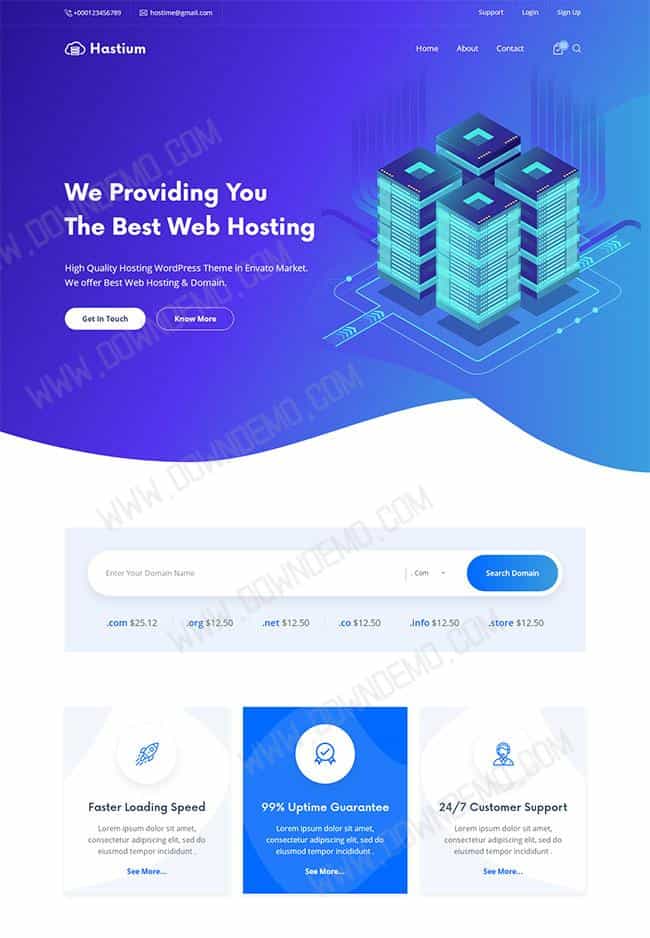 +000123456789 hostime@gmail.com Support Login Sign Up
Hastium Home About Contact
We Providing You
The Best Web Hosting
High Quality Hosting WordPress Theme in Envato Market.
We offer Best Web Hosting & Domain.
Get In Touch Know More
WWW.DOWNDEMO.COM
WWW.DOWNDEMO.COM
WWW.DOWNDEMO.COM
WWW.DOWNDEMO.COM
WWW.DOWNDEMO.COM
WWW.DOWNDEMO.COM
Enter Your Domain Name . Com Search Domain
.com $25.12 .org $12.50 .net $12.50 .co $12.50 .info $12.50 .store $12.50
Faster Loading Speed
Lorem ipsum dolor sit amet,
consectetur adipiscing elit, sed do
eiusmod tempor incididunt .
See More...
99% Uptime Guarantee
Lorem ipsum dolor sit amet,
consectetur adipiscing elit, sed do
eiusmod tempor incididunt .
See More...
24/7 Customer Support
Lorem ipsum dolor sit amet,
consectetur adipiscing elit, sed do
eiusmod tempor incididunt .
See More...